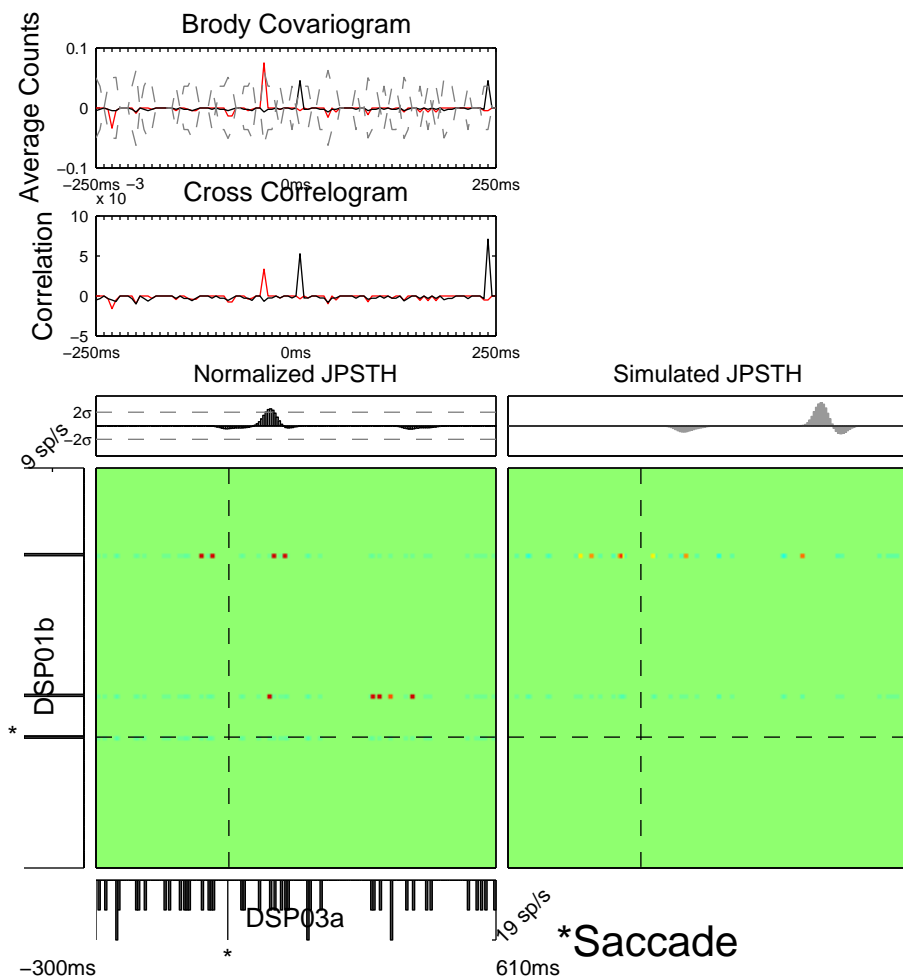 Brody Covariogram
Average Counts
0.1
0
−0.1
−250ms
0ms
250ms
−3
x 10
Cross Correlogram
Correlation
10
5
0
−5
−250ms
0ms
250ms
Normalized JPSTH
Simulated JPSTH
2σ
−2σ
9 sp/s
DSP01b
*
DSP03a
19 sp/s
*
*Saccade
−300ms
610ms